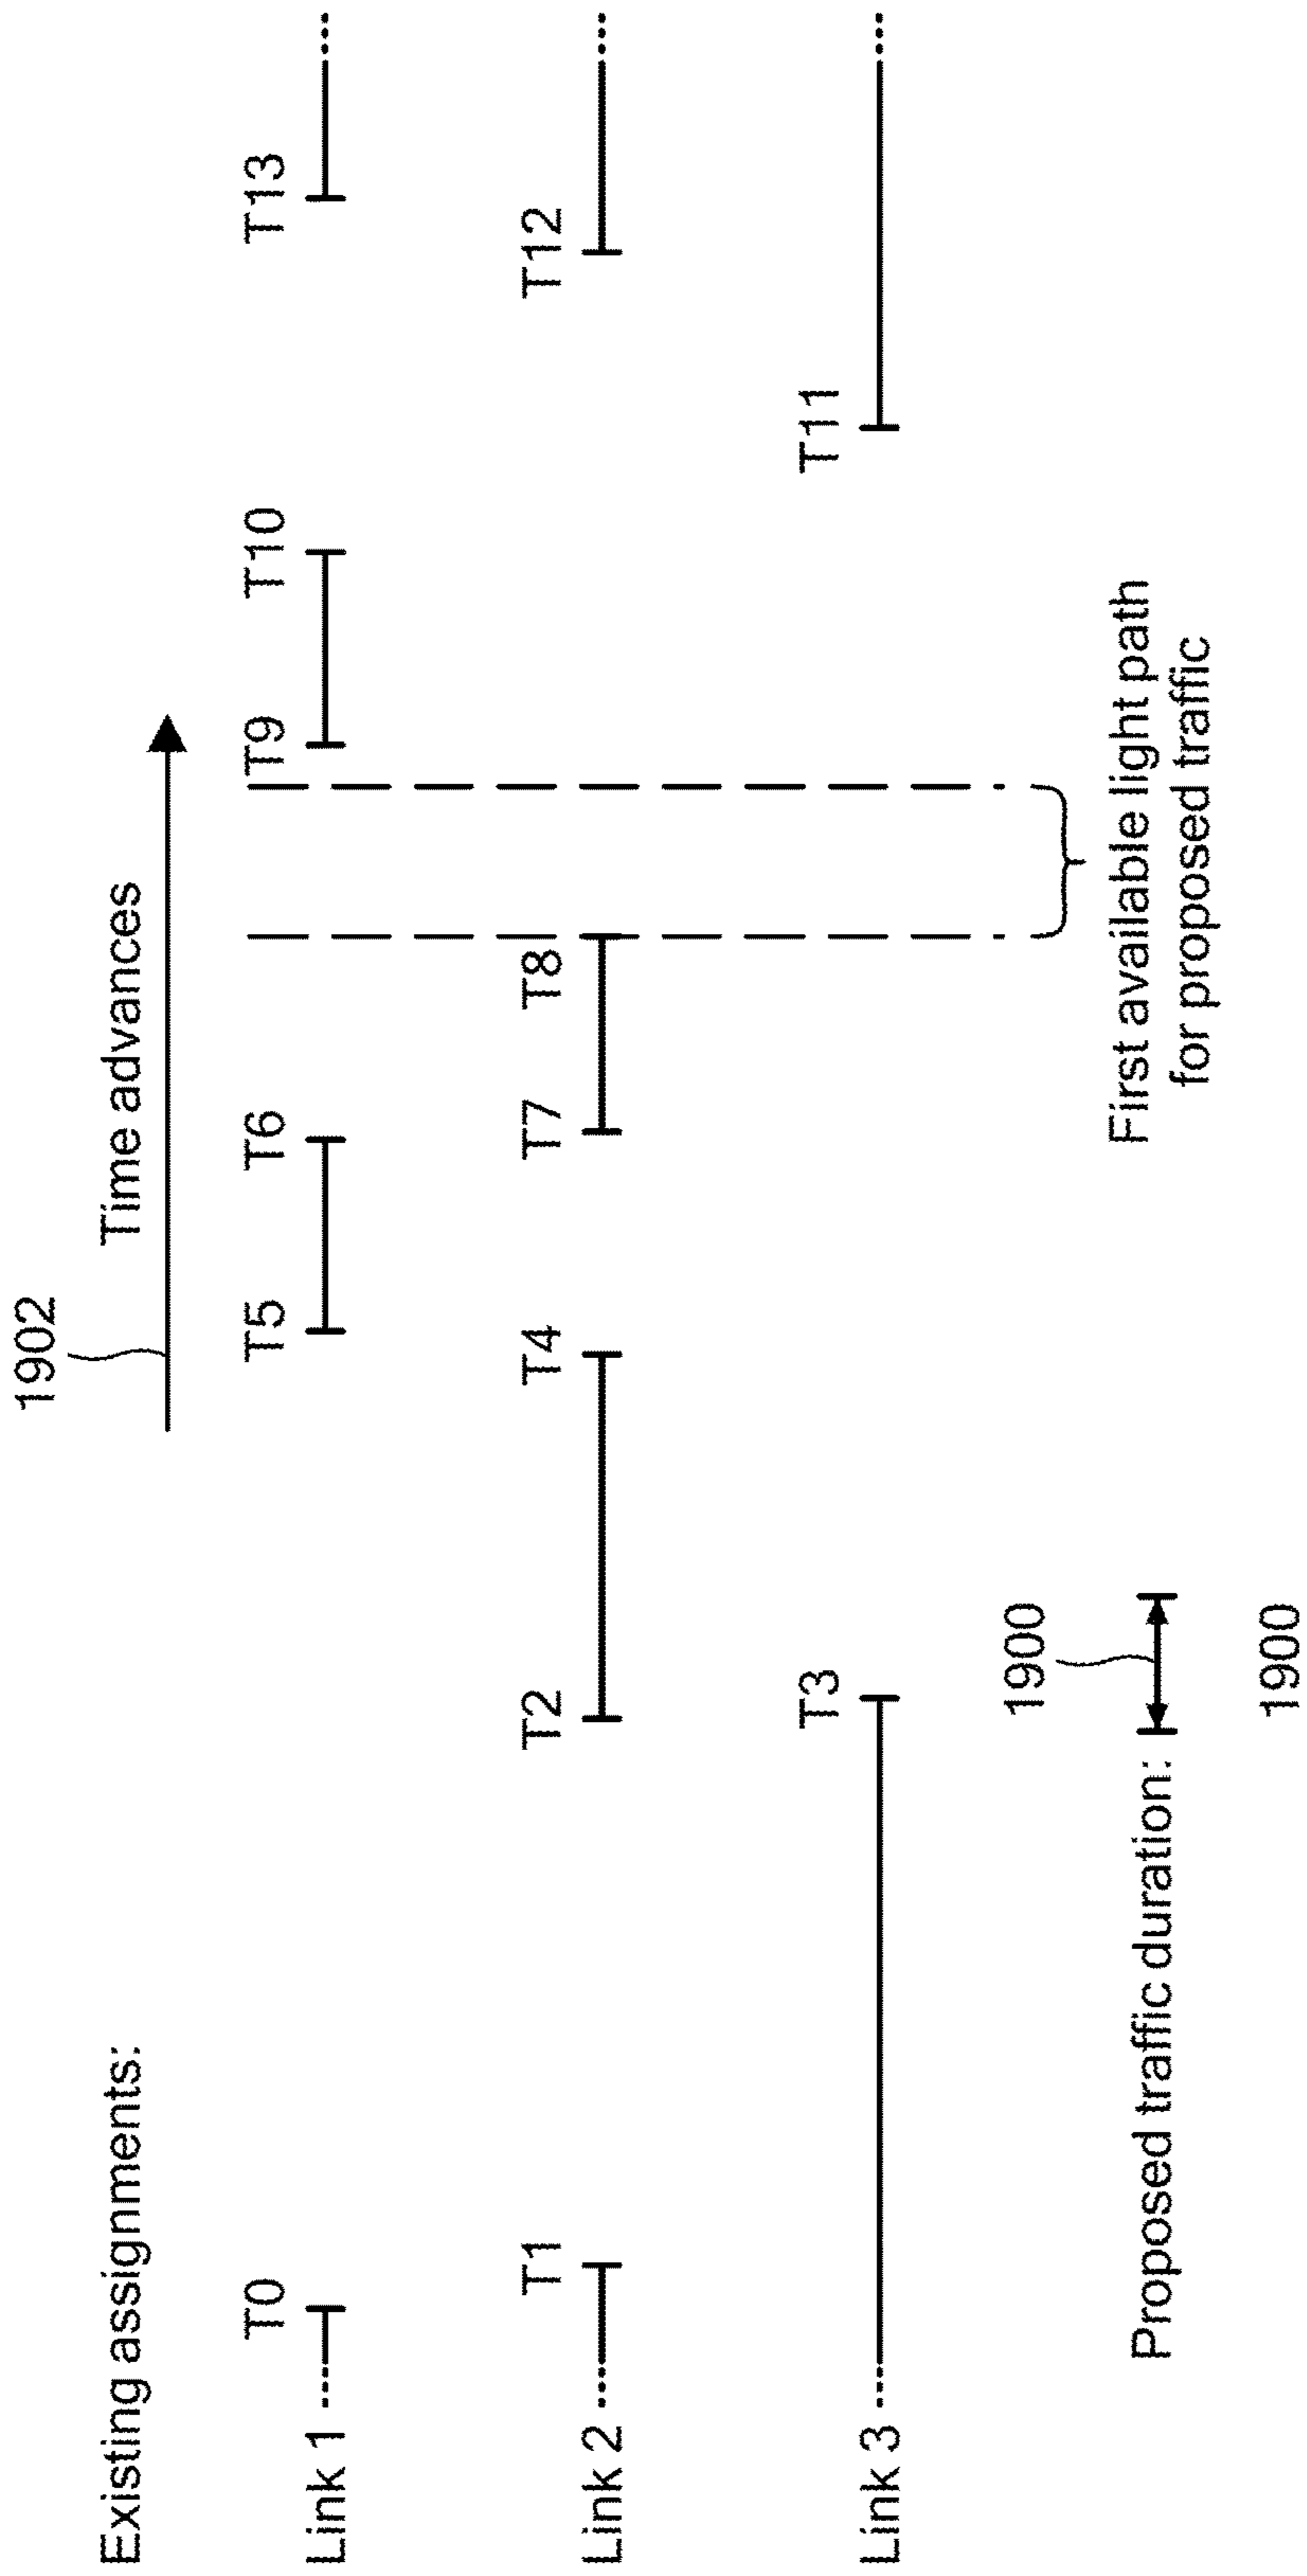 1902
Existing assignments:
Time advances
Link 1
T0
T5
T6
T9
T10
T13
Link 2
T1
T2
T4
T7
T8
T12
Link 3
T3
T11
1900
Proposed traffic duration:
First available light path
for proposed traffic
1900